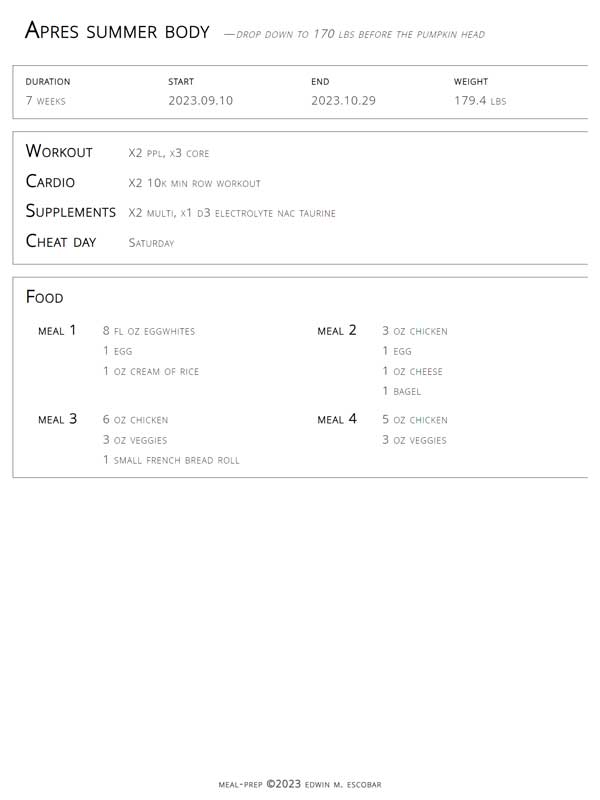 Apres summer body —drop down to 170 lbs before the pumpkin head
duration start end weight
7 weeks 2023.09.10 2023.10.29 179.4 lbs
Workout x2 ppl, x3 core
Cardio x2 10k min row workout
Supplements x2 multi, x1 d3 electrolyte nac taurine
Cheat day Saturday
Food
meal 1 8 fl oz eggwhites
1 egg
1 oz cream of rice
meal 2 3 oz chicken
1 egg
1 oz cheese
1 bagel
meal 3 6 oz chicken
3 oz veggies
1 small french bread roll
meal 4 5 oz chicken
3 oz veggies
meal-prep ©2023 edwin m. escobar